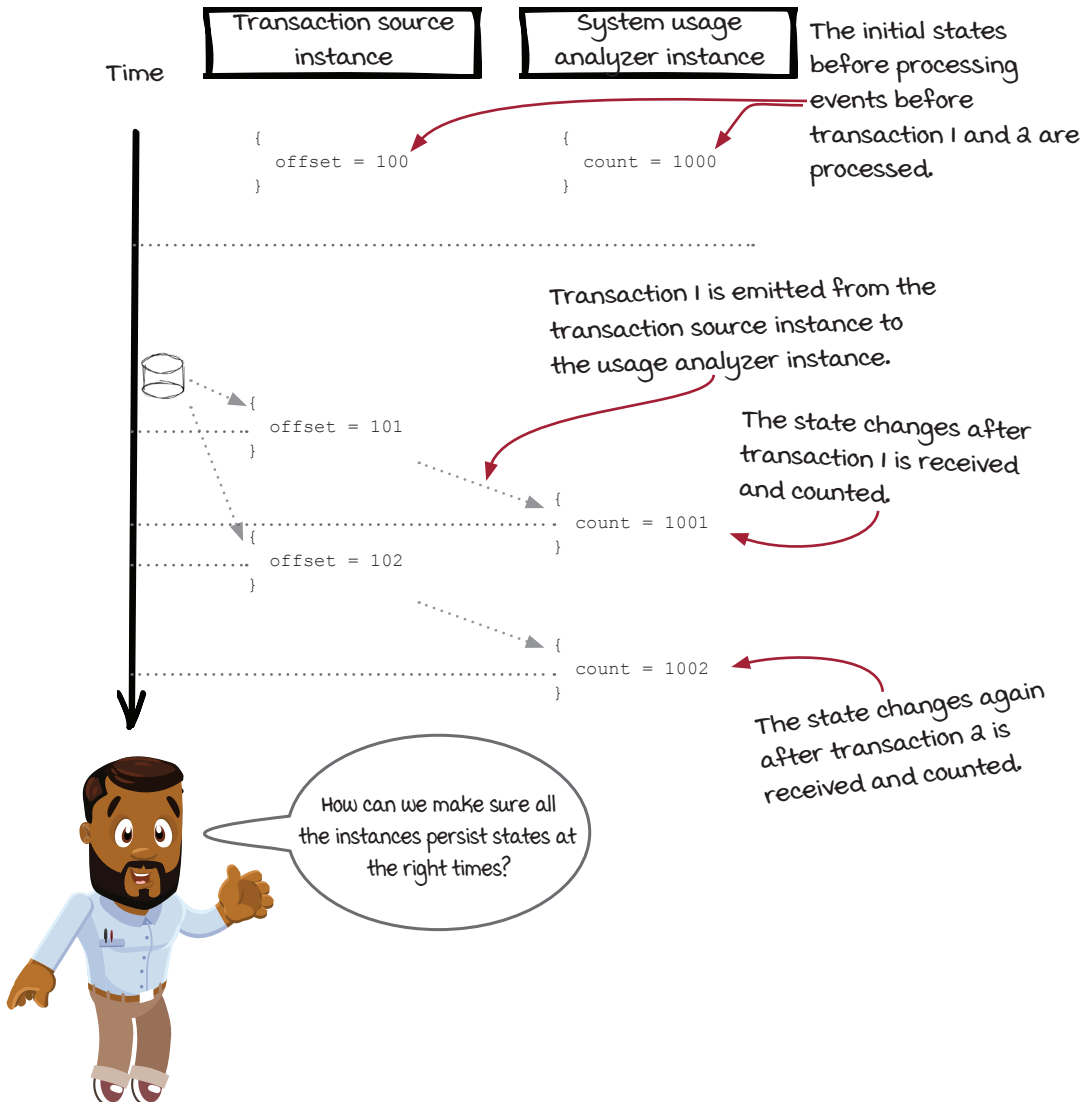 Transaction source
instance
System usage
analyzer instance
The initial states
before processing
events before
transaction 1 and 2 are
processed.
Time
{
offset = 100
}
{
count = 1000
}
Transaction 1 is emitted from the
transaction source instance to
the usage analyzer instance.
{
offset = 101
}
The state changes after
transaction 1 is received
and counted.
{
count = 1001
}
{
offset = 102
}
{
count = 1002
}
The state changes again
after transaction 2 is
received and counted.
How can we make sure all
the instances persist states at
the right times?